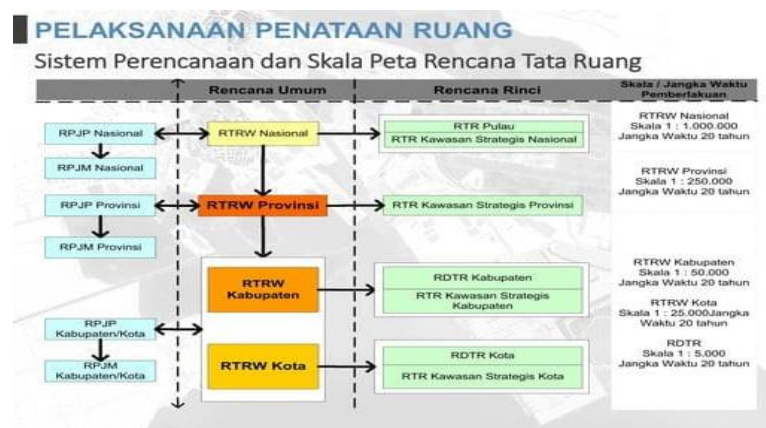 PELAKSANAAN PENATAAN RUANG
Sistem Perencanaan dan Skala Peta Rencana Tata Ruang
Rencana Umum
Rencana Rinci
Skala / Jangka Waktu
Pemberlakuan
RPJP Nasional
RTRW Nasional
RTR Pulau
RTR Kawasan Strategis Nasional
RTRW Nasional
Skala 1 : 1.000.000
Jangka Waktu 20 tahun
RPJM Nasional
RTRW Provinsi
Skala 1 : 250.000
Jangka Waktu 20 tahun
RPJP Provinsi
RTRW Provinsi
RTR Kawasan Strategis Provinsi
RPJM Provinsi
RTRW
Kabupaten
RDTR Kabupaten
RTR Kawasan Strategis
Kabupaten
RTRW Kabupaten
Skala 1 : 50.000
Jangka Waktu 20 tahun
RTRW Kota
Skala 1 : 25.000Jangka
Waktu 20 tahun
RPJP
Kabupaten/Kota
RPJM
Kabupaten/Kota
RTRW Kota
RDTR Kota
RTR Kawasan Strategis Kota
RDTR
Skala 1 : 5.000
Jangka Waktu 20 tahun